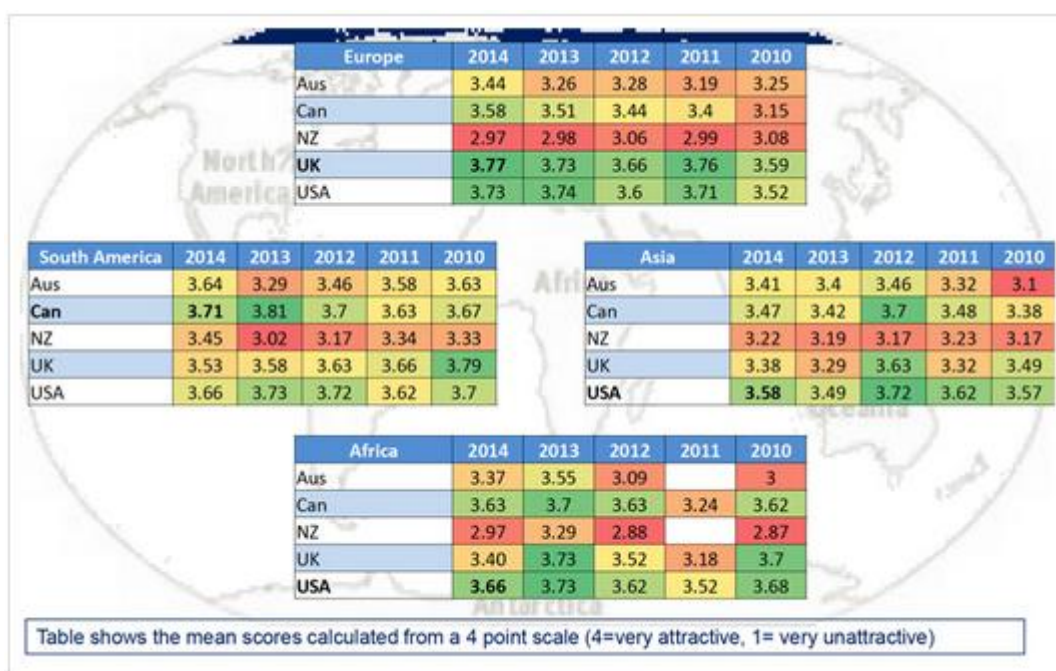 Europe 2014 2013 2012 2011 2010
Aus 3.44 3.26 3.28 3.19 3.25
Can 3.58 3.51 3.44 3.4 3.15
NZ 2.97 2.98 3.06 2.99 3.08
UK 3.77 3.73 3.66 3.76 3.59
USA 3.73 3.74 3.6 3.71 3.52
North
America
South America 2014 2013 2012 2011 2010
Aus 3.64 3.29 3.46 3.58 3.63
Can 3.71 3.81 3.7 3.63 3.67
NZ 3.45 3.02 3.17 3.34 3.33
UK 3.53 3.58 3.63 3.66 3.79
USA 3.66 3.73 3.72 3.62 3.7
Asia 2014 2013 2012 2011 2010
Aus 3.41 3.4 3.46 3.32 3.1
Can 3.47 3.42 3.7 3.48 3.38
NZ 3.22 3.19 3.17 3.23 3.17
UK 3.38 3.29 3.63 3.32 3.49
USA 3.58 3.49 3.72 3.62 3.57
Oceania
Africa 2014 2013 2012 2011 2010
Aus 3.37 3.55 3.09 3
Can 3.63 3.7 3.63 3.24 3.62
NZ 2.97 3.29 2.88 2.87
UK 3.40 3.73 3.52 3.18 3.7
USA 3.66 3.73 3.62 3.52 3.68
Antarctica
Table shows the mean scores calculated from a 4 point scale (4=very attractive, 1= very unattractive)